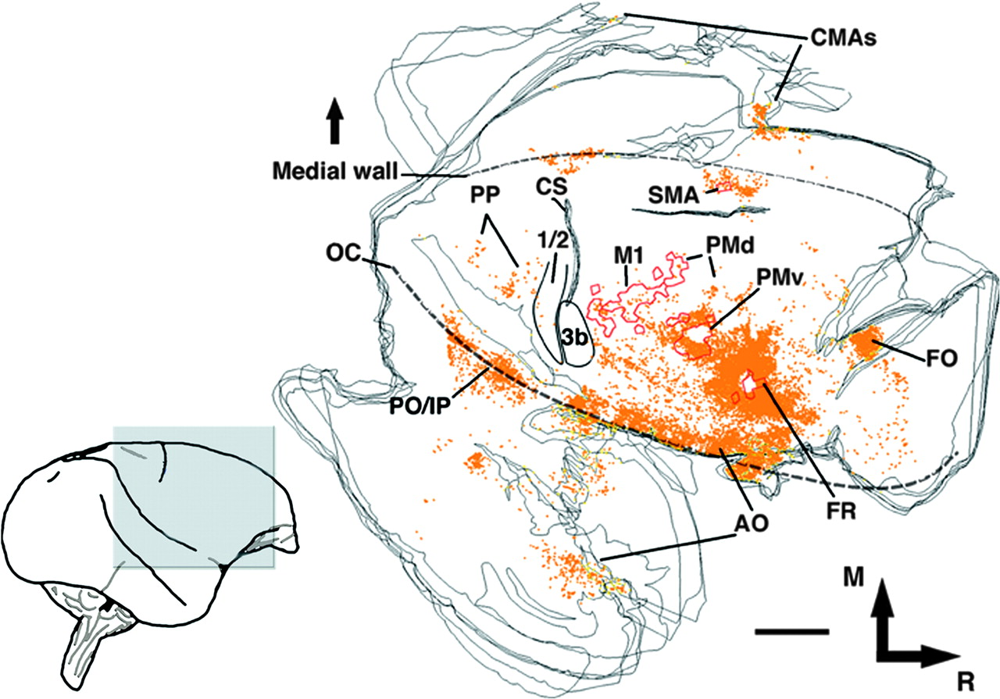 CMAs
Medial wall
PP
CS
SMA
1/2
OC
M1
PMd
PMv
3b
FO
PO/IP
FR
AO
M
R